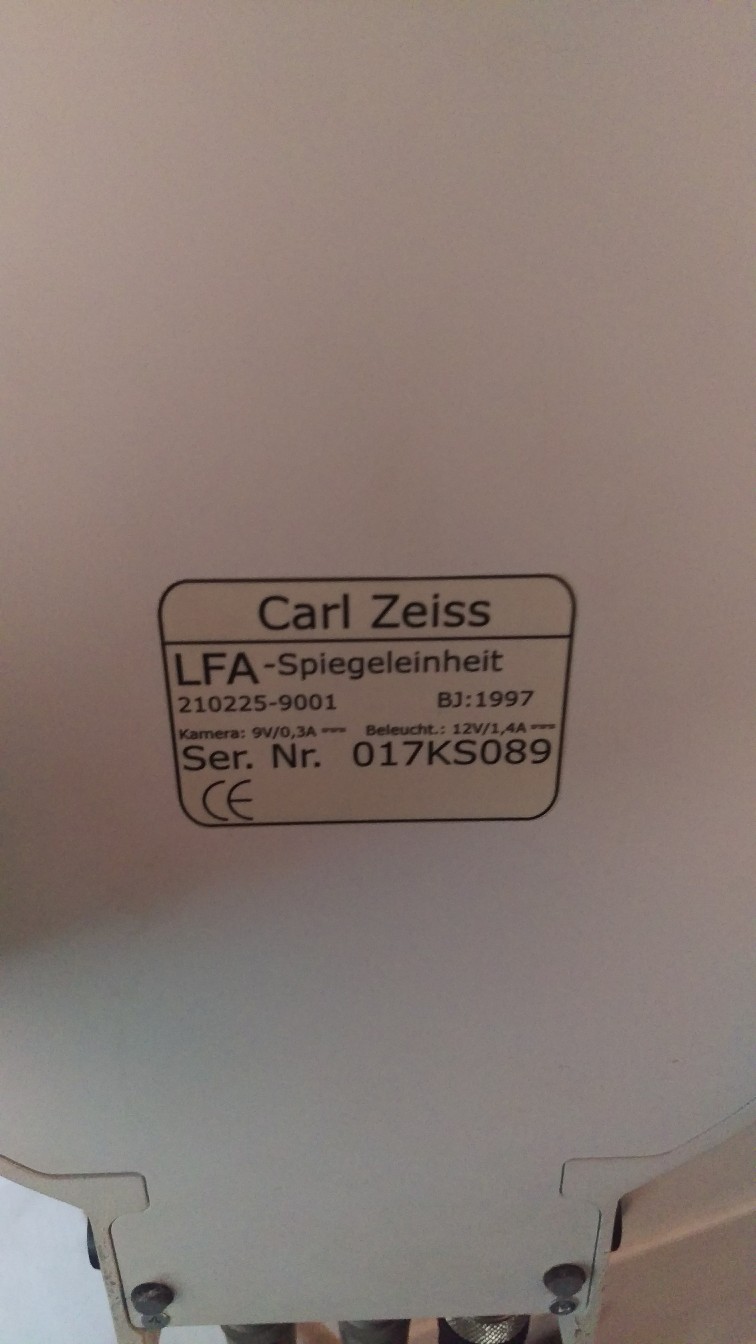 Carl Zeiss
LFA-Spiegeleinheit
210225-9001 BJ:1997
Kamera: 9V/0,3A ⎓ Beleucht.: 12V/1,4A ⎓
Ser. Nr. 017KS089
CE